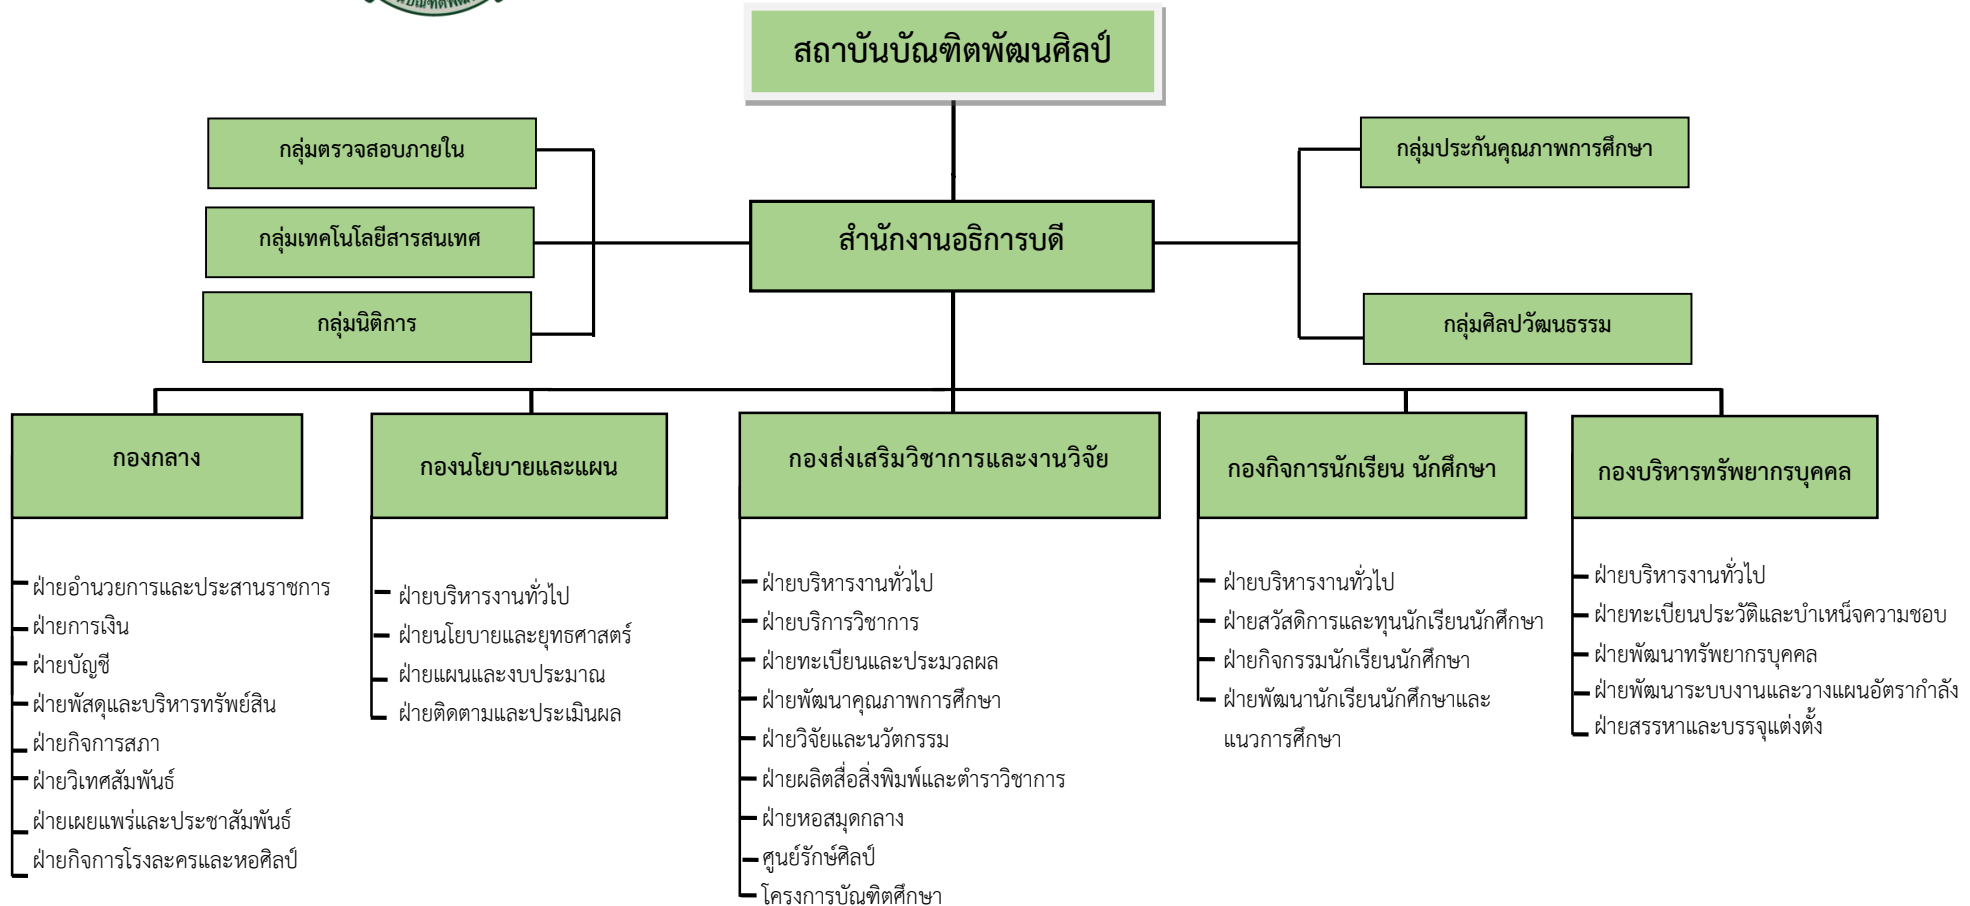 สถาบันบัณฑิตพัฒนศิลป์
กลุ่มตรวจสอบภายใน
กลุ่มประกันคุณภาพการศึกษา
กลุ่มเทคโนโลยีสารสนเทศ
สำนักงานอธิการบดี
กลุ่มนิติการ
กลุ่มศิลปวัฒนธรรม
กองกลาง
ฝ่ายอำนวยการและประสานราชการ
ฝ่ายการเงิน
ฝ่ายบัญชี
ฝ่ายพัสดุและบริหารทรัพย์สิน
ฝ่ายกิจการสภา
ฝ่ายวิเทศสัมพันธ์
ฝ่ายเผยแพร่และประชาสัมพันธ์
ฝ่ายกิจการโรงละครและหอศิลป์
กองนโยบายและแผน
ฝ่ายบริหารงานทั่วไป
ฝ่ายนโยบายและยุทธศาสตร์
ฝ่ายแผนและงบประมาณ
ฝ่ายติดตามและประเมินผล
กองส่งเสริมวิชาการและงานวิจัย
ฝ่ายบริหารงานทั่วไป
ฝ่ายบริการวิชาการ
ฝ่ายทะเบียนและประมวลผล
ฝ่ายพัฒนาคุณภาพการศึกษา
ฝ่ายวิจัยและนวัตกรรม
ฝ่ายผลิตสื่อสิ่งพิมพ์และตำราวิชาการ
ฝ่ายหอสมุดกลาง
ศูนย์รักษ์ศิลป์
โครงการบัณฑิตศึกษา
กองกิจการนักเรียน นักศึกษา
ฝ่ายบริหารงานทั่วไป
ฝ่ายสวัสดิการและทุนนักเรียนนักศึกษา
ฝ่ายกิจกรรมนักเรียนนักศึกษา
ฝ่ายพัฒนานักเรียนนักศึกษาและ
แนวการศึกษา
กองบริหารทรัพยากรบุคคล
ฝ่ายบริหารงานทั่วไป
ฝ่ายทะเบียนประวัติและบำเหน็จความชอบ
ฝ่ายพัฒนาทรัพยากรบุคคล
ฝ่ายพัฒนาระบบงานและวางแผนอัตรากำลัง
ฝ่ายสรรหาและบรรจุแต่งตั้ง